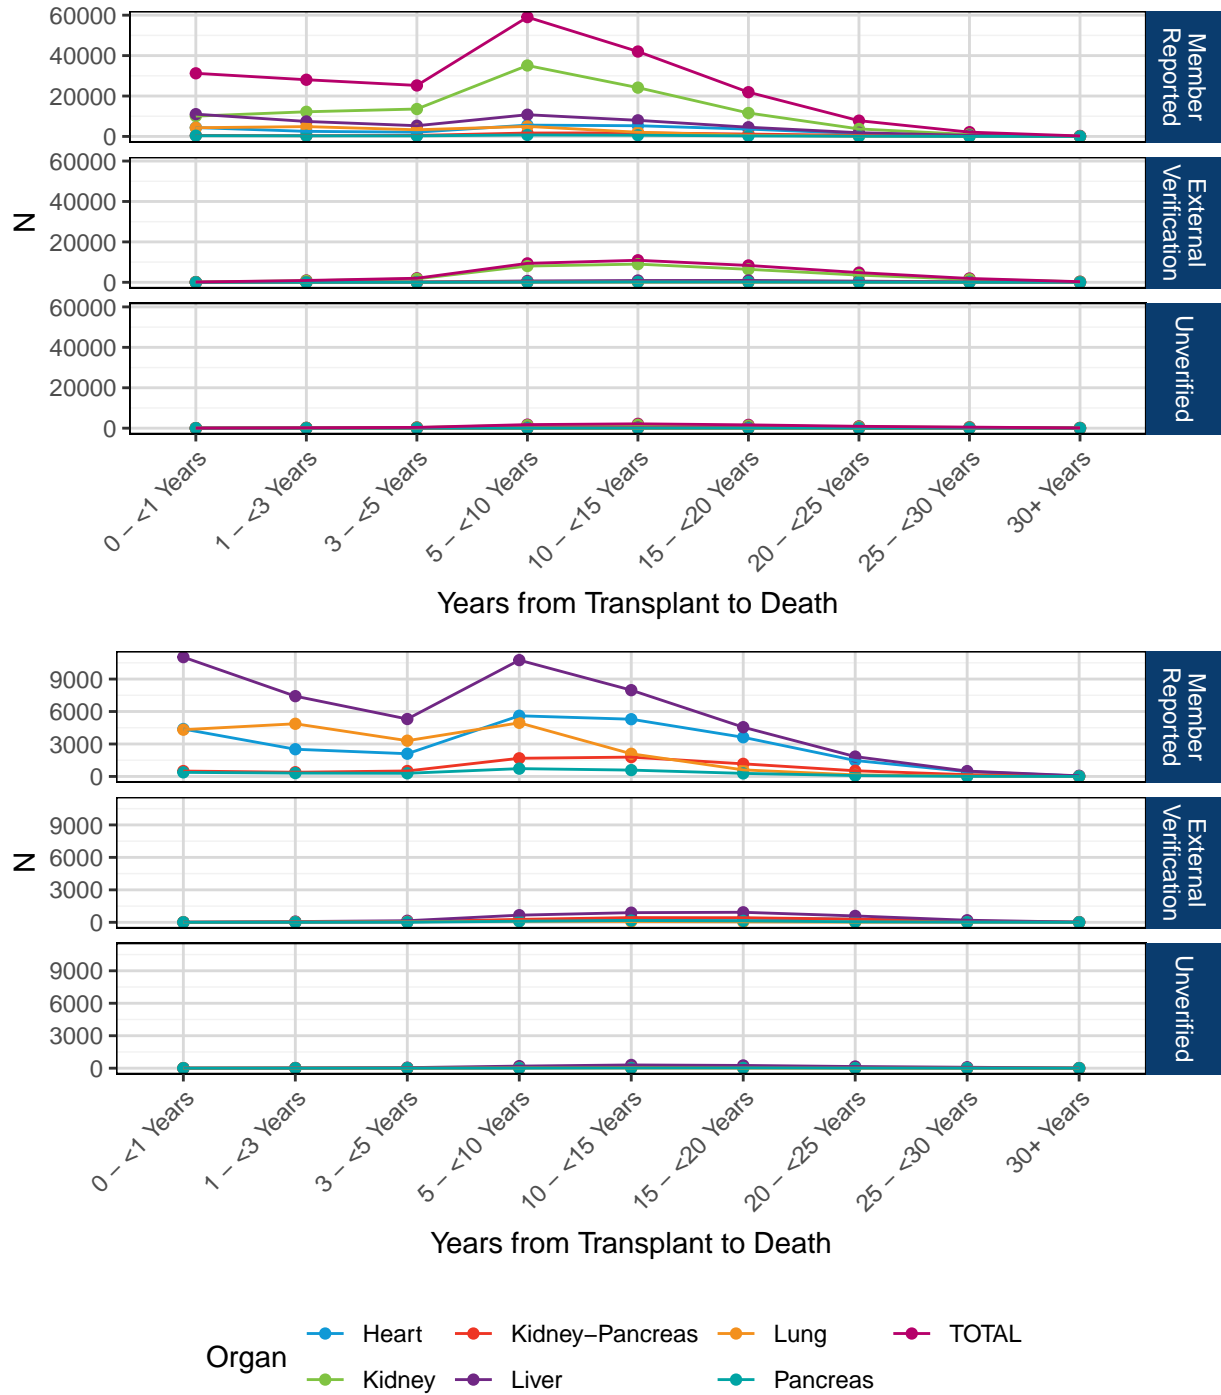 60000
40000
20000
0
Member
Reported
60000
40000
20000
0
External
Verification
60000
40000
20000
0
Unverified
N
0 – <1 Years
1 – <3 Years
3 – <5 Years
5 – <10 Years
10 – <15 Years
15 – <20 Years
20 – <25 Years
25 – <30 Years
30+ Years
Years from Transplant to Death
9000
6000
3000
0
Member
Reported
9000
6000
3000
0
External
Verification
9000
6000
3000
0
Unverified
N
0 – <1 Years
1 – <3 Years
3 – <5 Years
5 – <10 Years
10 – <15 Years
15 – <20 Years
20 – <25 Years
25 – <30 Years
30+ Years
Years from Transplant to Death
Organ
Heart
Kidney–Pancreas
Lung
TOTAL
Kidney
Liver
Pancreas